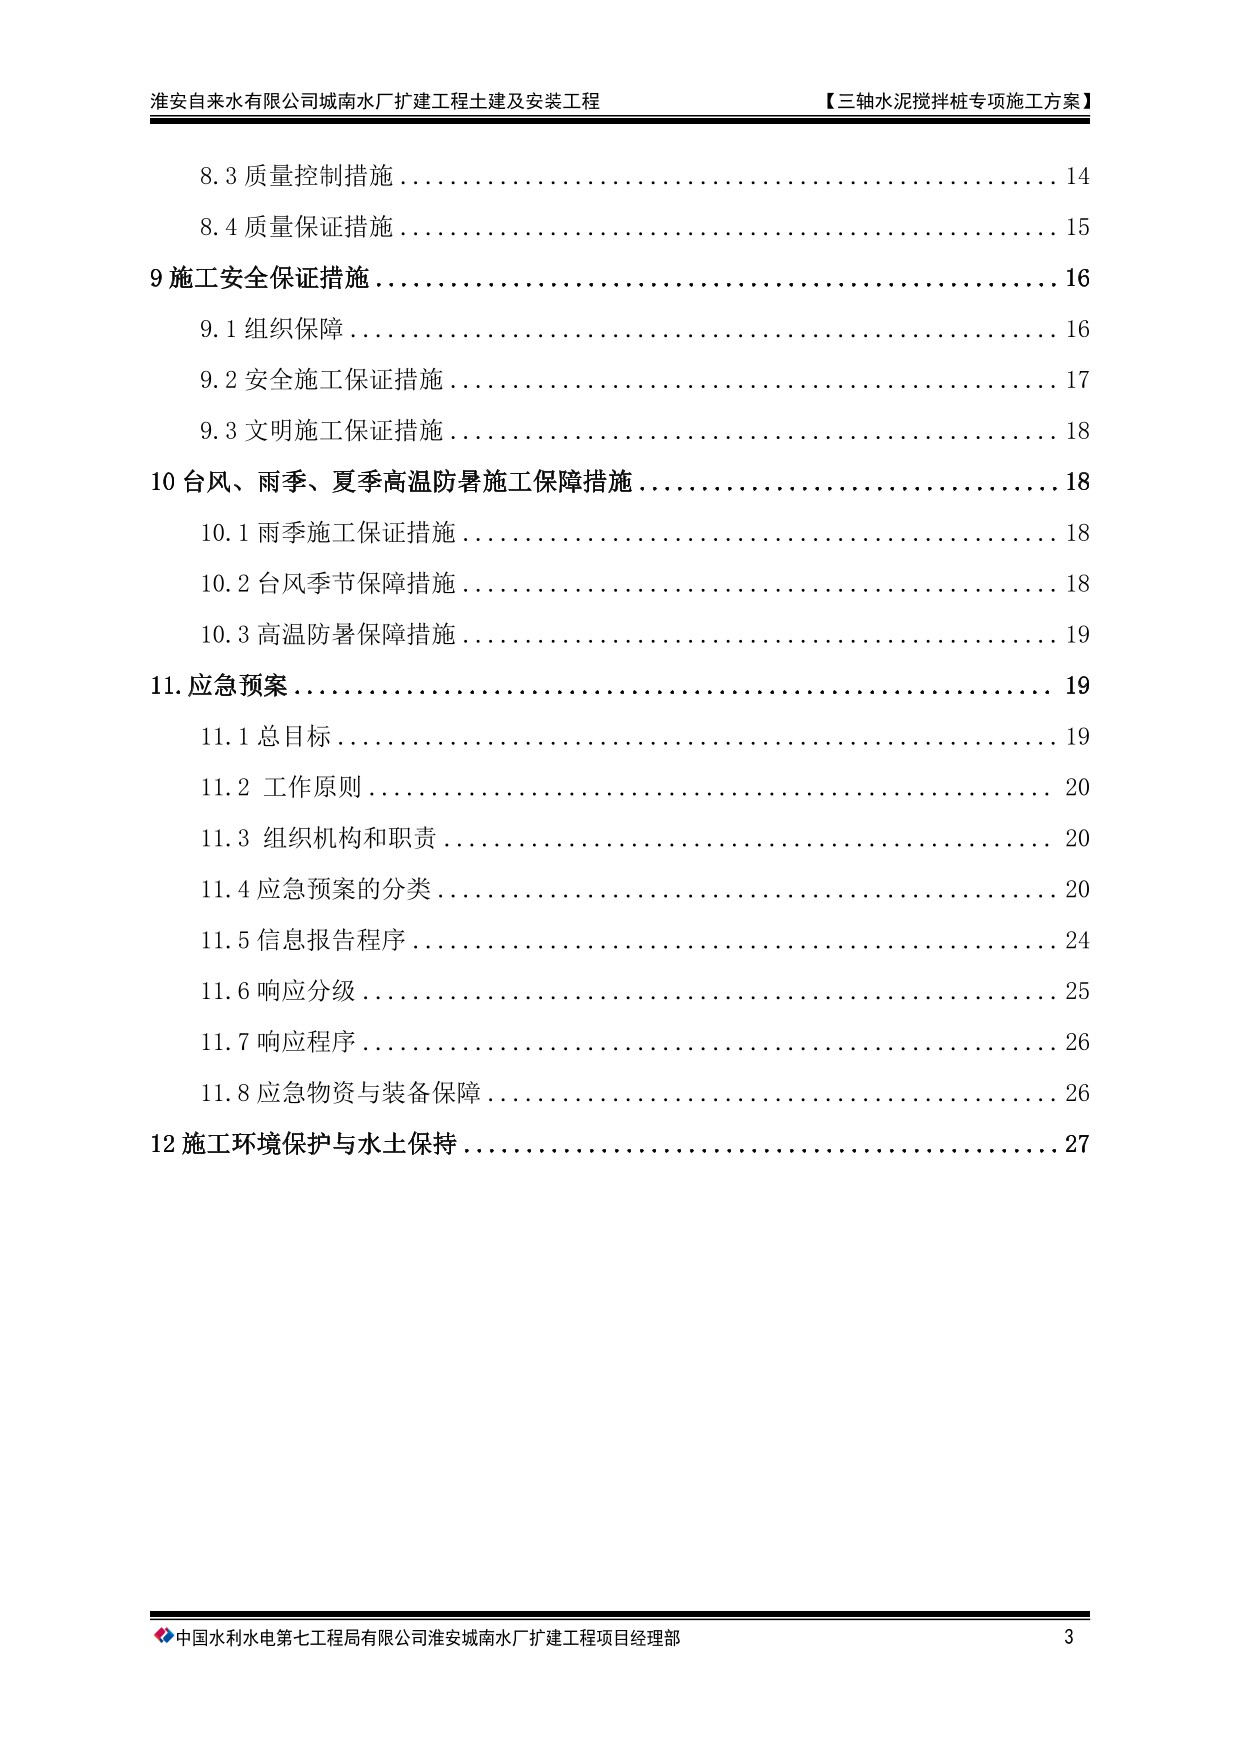 淮安自来水有限公司城南水厂扩建工程土建及安装工程 【三轴水泥搅拌桩专项施工方案】
8.3 质量控制措施.....................................................14
8.4 质量保证措施.....................................................15
9 施工安全保证措施.......................................................16
9.1 组织保障.........................................................16
9.2 安全施工保证措施.................................................17
9.3 文明施工保证措施.................................................18
10 台风、雨季、夏季高温防暑施工保障措施..................................18
10.1 雨季施工保证措施................................................18
10.2 台风季节保障措施................................................18
10.3 高温防暑保障措施................................................19
11.应急预案............................................................. 19
11.1 总目标..........................................................19
11.2 工作原则....................................................... 20
11.3 组织机构和职责................................................. 20
11.4 应急预案的分类..................................................20
11.5 信息报告程序....................................................24
11.6 响应分级........................................................25
11.7 响应程序........................................................26
11.8 应急物资与装备保障..............................................26
12 施工环境保护与水土保持................................................27
中国水利水电第七工程局有限公司淮安城南水厂扩建工程项目经理部 3